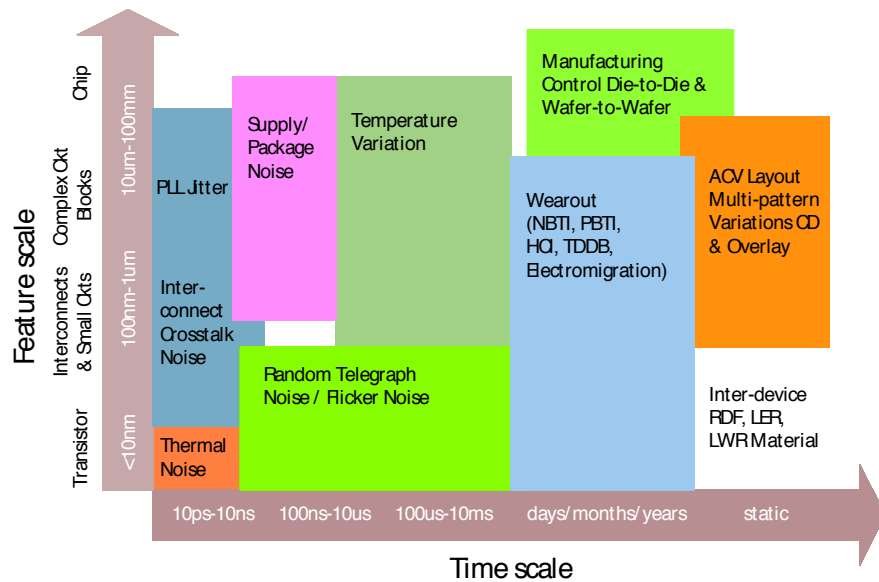 Feature scale
Chip
Complex Ckt
Blocks
Interconnects
& Small Ckts
Transistor
10um-100mm
100nm-1um
<10nm
PLL Jitter
Inter-
connect
Crosstalk
Noise
Thermal
Noise
Supply/
Package
Noise
Temperature
Variation
Random Telegraph
Noise / Flicker Noise
Manufacturing
Control Die-to-Die &
Wafer-to-Wafer
Wearout
(NBTI, PBTI,
HCI, TDDB,
Electromigration)
ACV Layout
Multi-pattern
Variations CD
& Overlay
Inter-device
RDF, LER,
LWR Material
10ps-10ns
100ns-10us
100us-10ms
days/months/years
static
Time scale